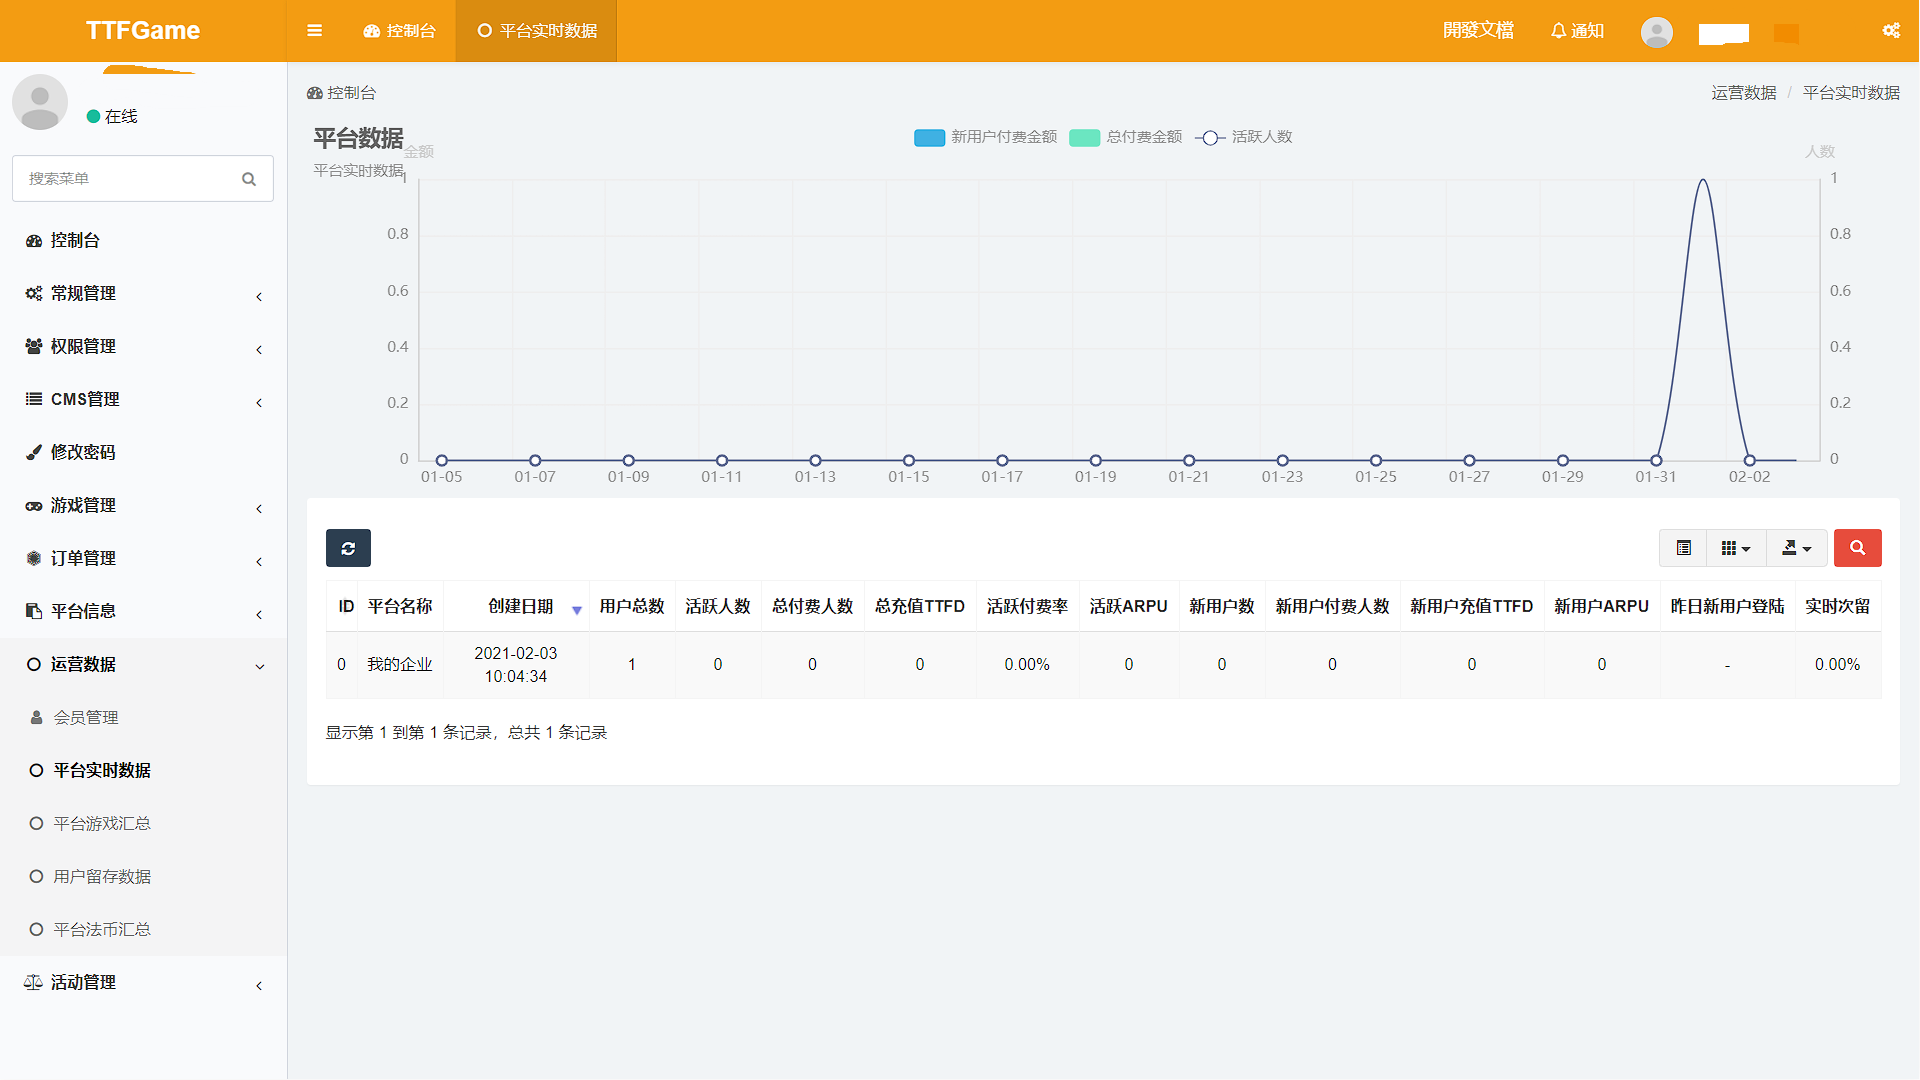 TTFGame
控制台
平台实时数据
開發文檔
通知
在线
搜索菜单
控制台
常规管理
权限管理
CMS管理
修改密码
游戏管理
订单管理
平台信息
运营数据
会员管理
平台实时数据
平台游戏汇总
用户留存数据
平台法币汇总
活动管理
控制台
运营数据 / 平台实时数据
平台数据
平台实时数据
新用户付费金额 总付费金额 活跃人数
金额 人数
1 1
0.8 0.8
0.6 0.6
0.4 0.4
0.2 0.2
0 0
01-05 01-07 01-09 01-11 01-13 01-15 01-17 01-19 01-21 01-23 01-25 01-27 01-29 01-31 02-02
ID 平台名称 创建日期 用户总数 活跃人数 总付费人数 总充值TTFD 活跃付费率 活跃ARPU 新用户数 新用户付费人数 新用户充值TTFD 新用户ARPU 昨日新用户登陆 实时次留
0 我的企业 2021-02-03 10:04:34 1 0 0 0 0.00% 0 0 0 0 0 - 0.00%
显示第 1 到第 1 条记录，总共 1 条记录